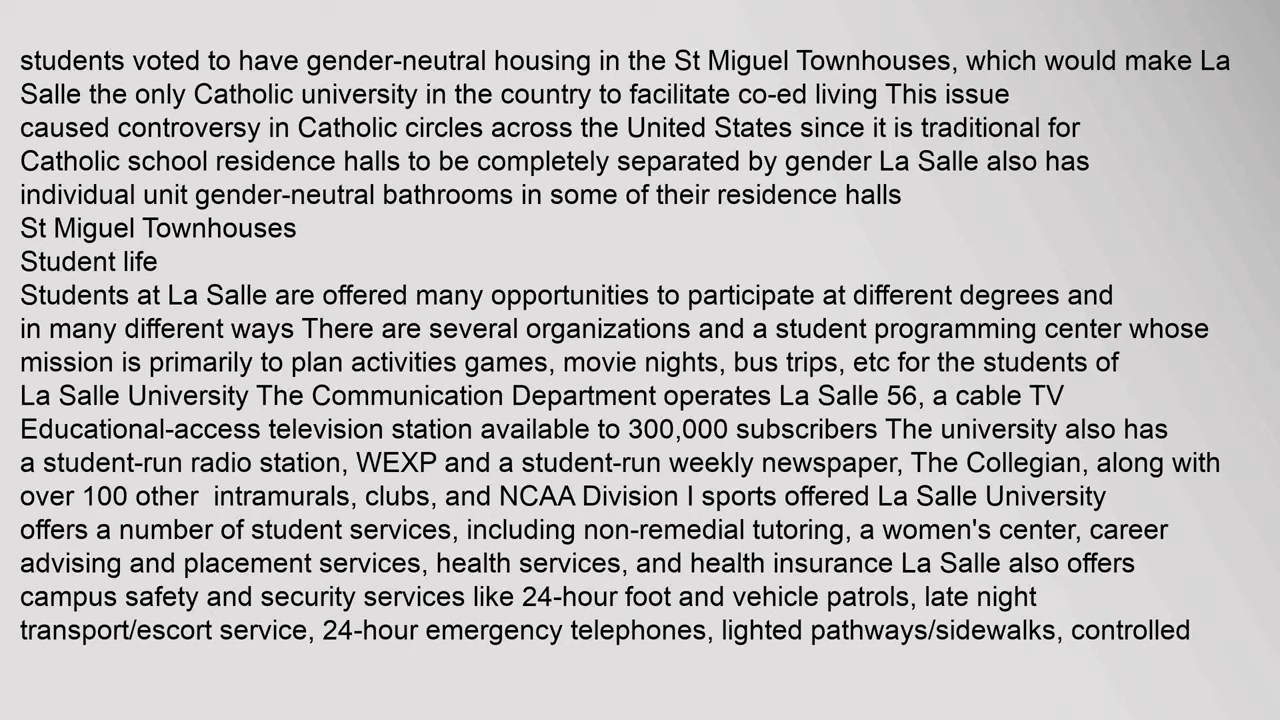 students voted to have gender-neutral housing in the St Miguel Townhouses, which would make La
Salle the only Catholic university in the country to facilitate co-ed living This issue
caused controversy in Catholic circles across the United States since it is traditional for
Catholic school residence halls to be completely separated by gender La Salle also has
individual unit gender-neutral bathrooms in some of their residence halls
St Miguel Townhouses
Student life
Students at La Salle are offered many opportunities to participate at different degrees and
in many different ways There are several organizations and a student programming center whose
mission is primarily to plan activities games, movie nights, bus trips, etc for the students of
La Salle University The Communication Department operates La Salle 56, a cable TV
Educational-access television station available to 300,000 subscribers The university also has
a student-run radio station, WEXP and a student-run weekly newspaper, The Collegian, along with
over 100 other  intramurals, clubs, and NCAA Division I sports offered La Salle University
offers a number of student services, including non-remedial tutoring, a women's center, career
advising and placement services, health services, and health insurance La Salle also offers
campus safety and security services like 24-hour foot and vehicle patrols, late night
transport/escort service, 24-hour emergency telephones, lighted pathways/sidewalks, controlled